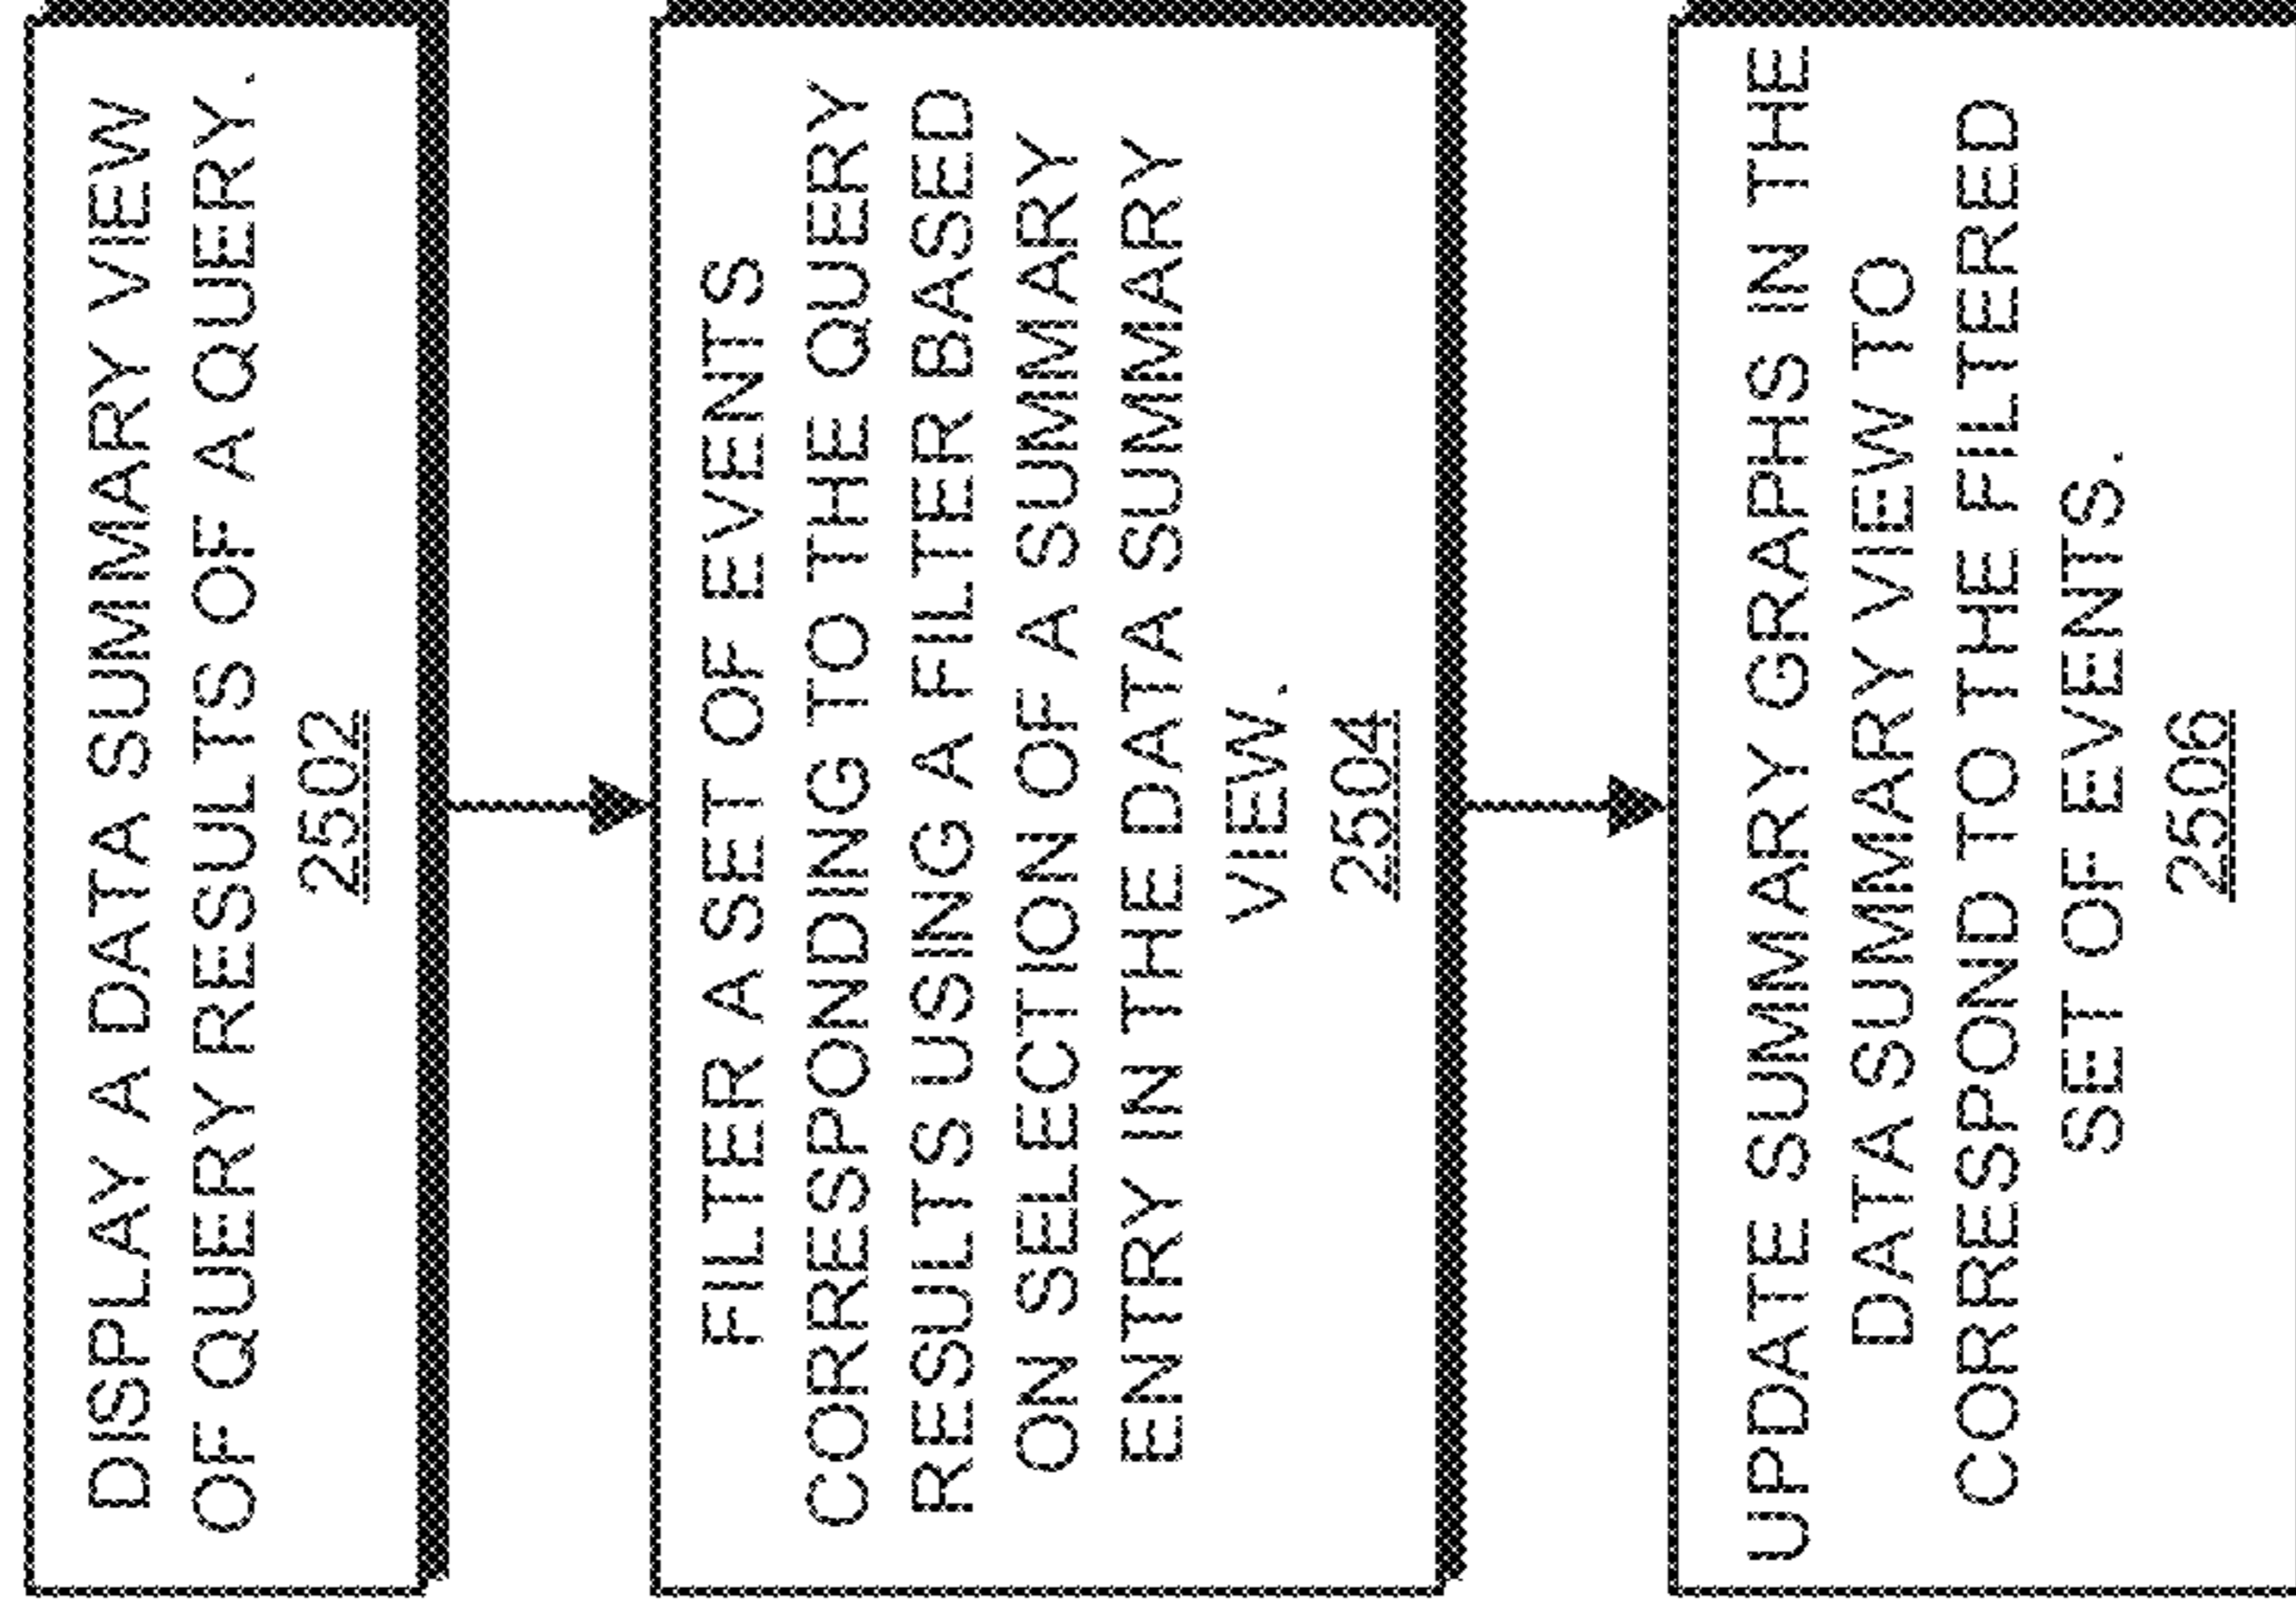 DISPLAY A DATA SUMMARY VIEW
OF QUERY RESULTS OF A QUERY.
2502
FILTER A SET OF EVENTS
CORRESPONDING TO THE QUERY
RESULTS USING A FILTER BASED
ON SELECTION OF A SUMMARY
ENTRY IN THE DATA SUMMARY
VIEW.
2504
UPDATE SUMMARY GRAPHS IN THE
DATA SUMMARY VIEW TO
CORRESPOND TO THE FILTERED
SET OF EVENTS.
2506